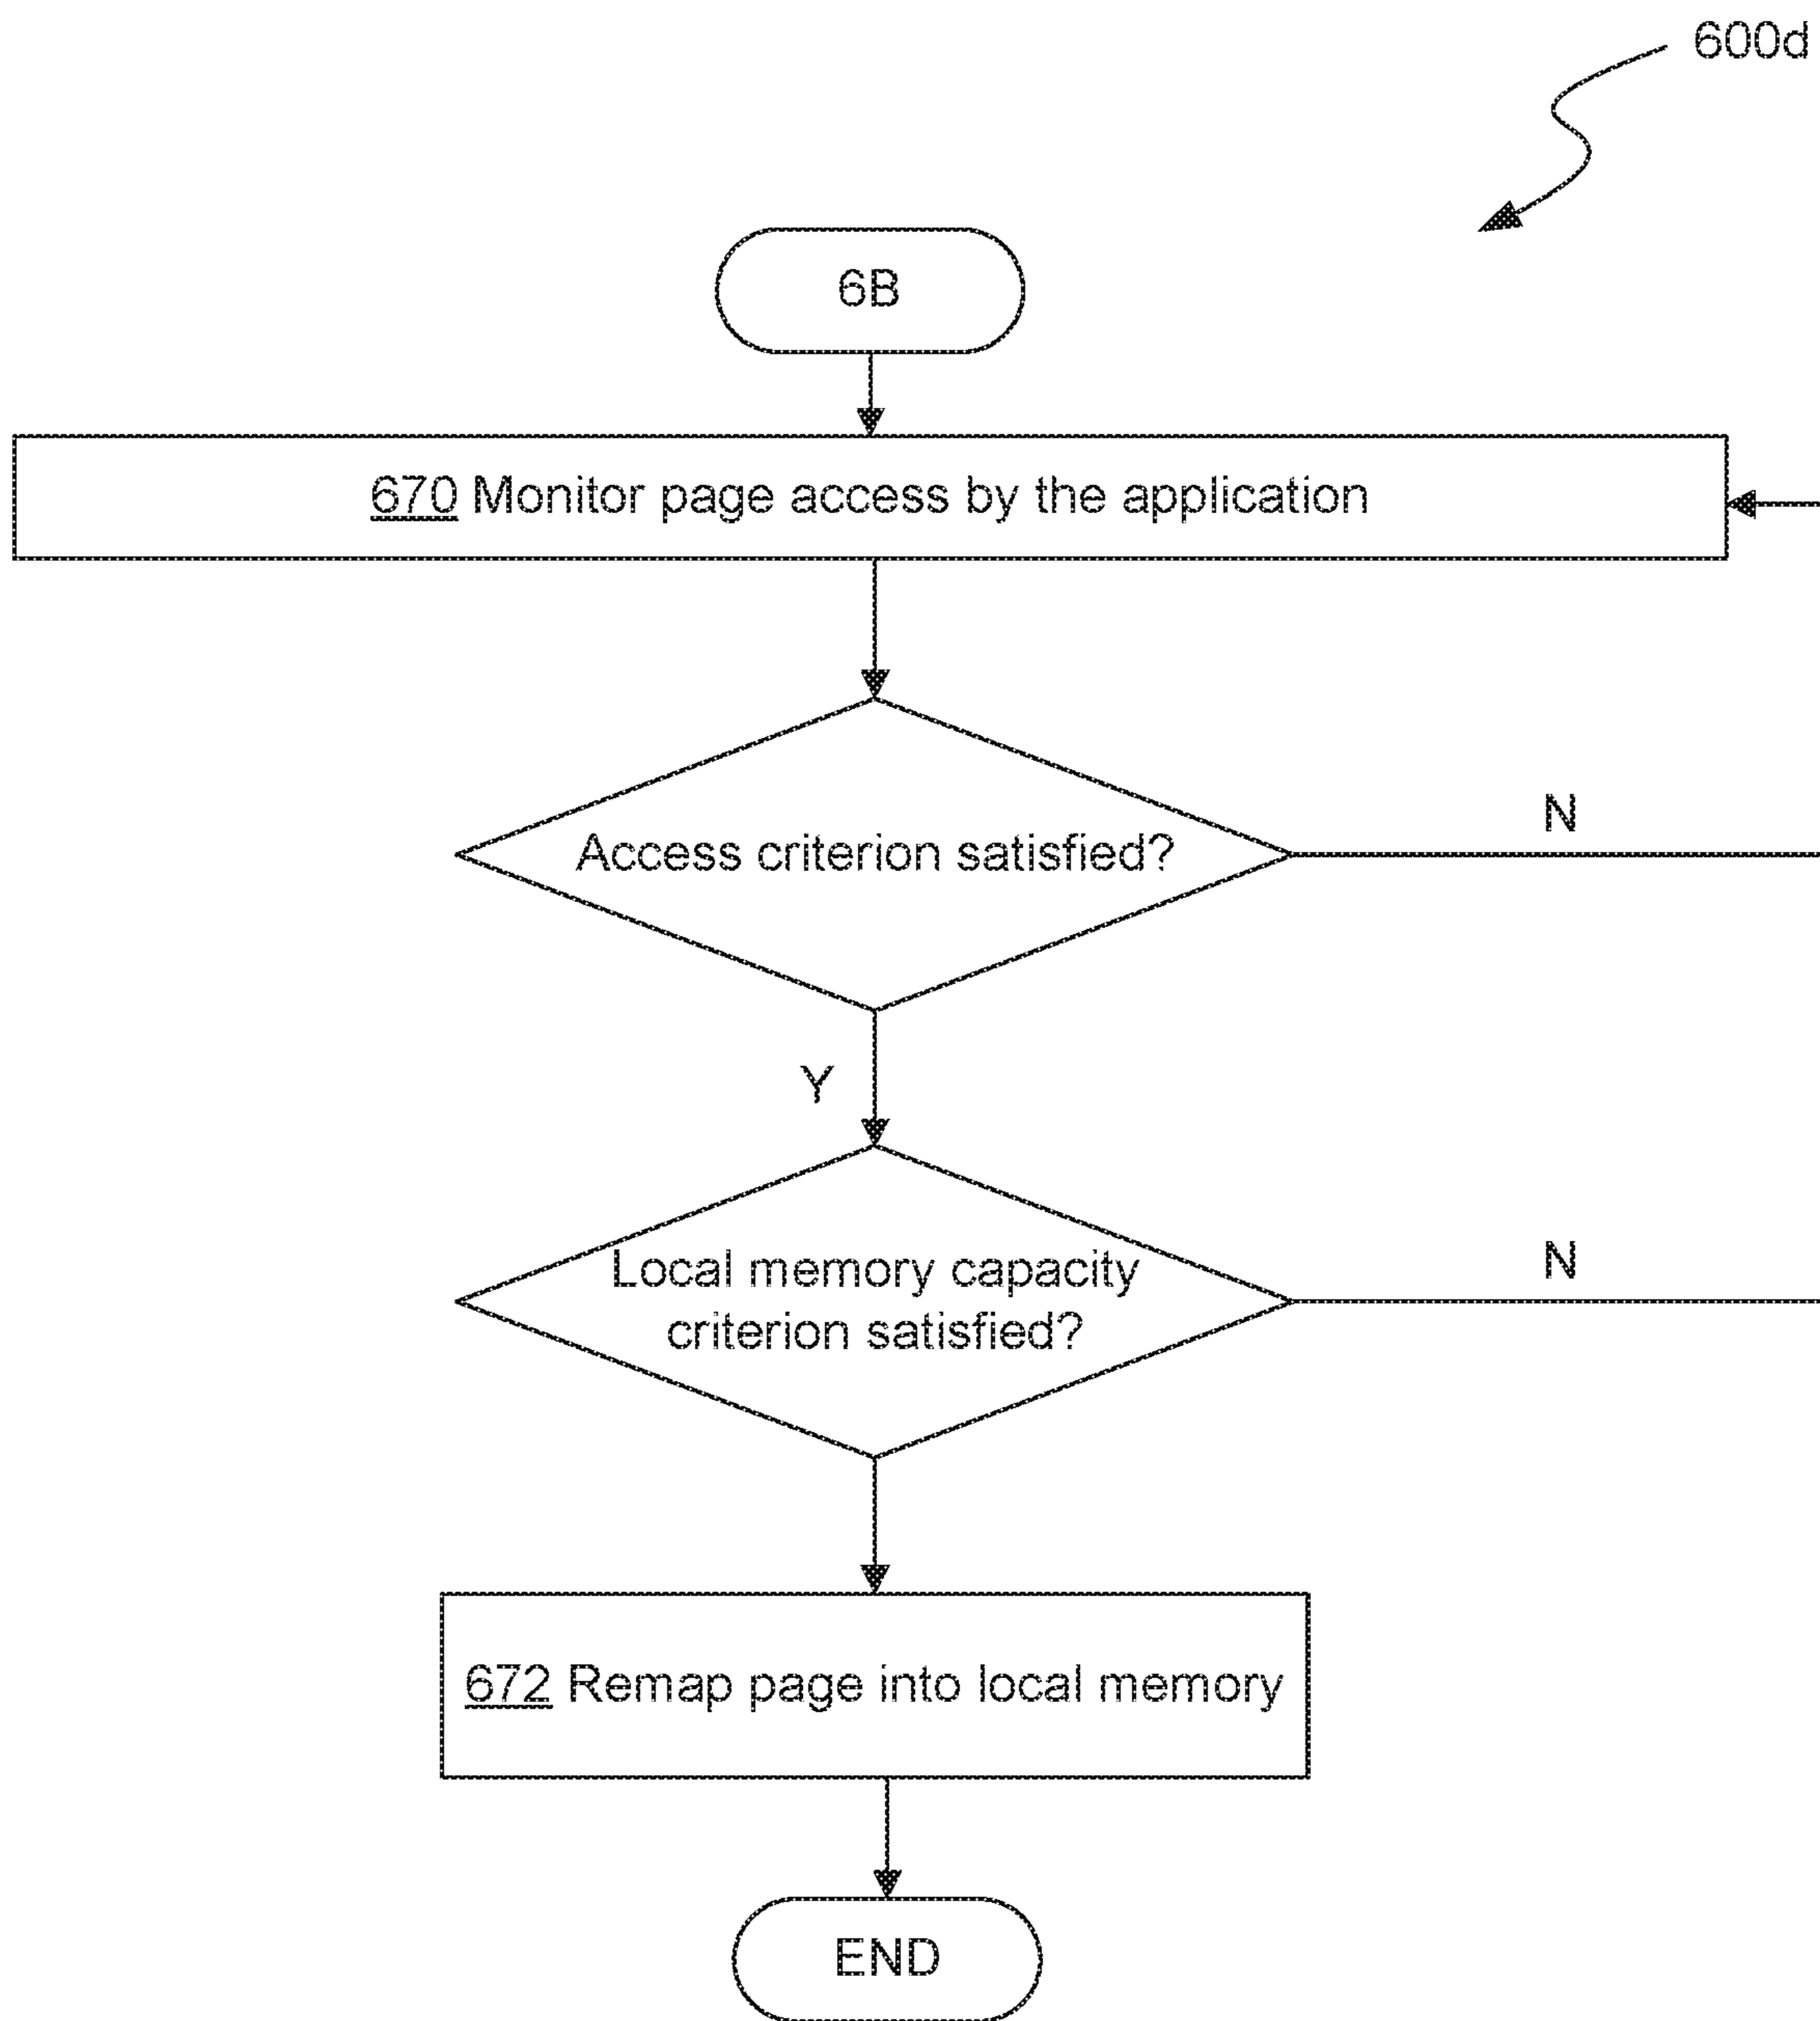 600d
6B
670 Monitor page access by the application
Access criterion satisfied?
N
Y
Local memory capacity
criterion satisfied?
N
672 Remap page into local memory
END